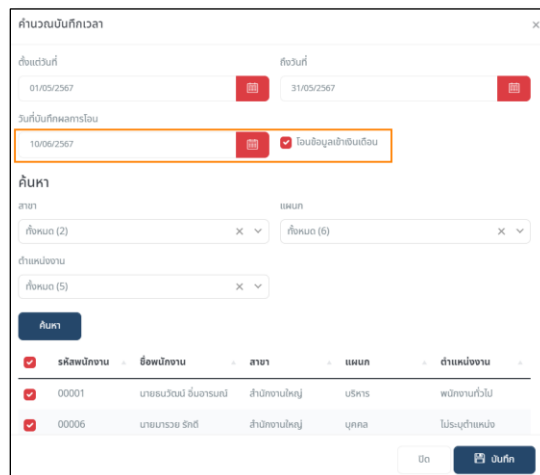 คำนวณบันทึกเวลา
ตั้งแต่วันที่ ถึงวันที่
01/05/2567 31/05/2567
วันที่บันทึกผลการโอน
10/06/2567 โอนข้อมูลเข้าเงินเดือน
ค้นหา
สาขา แผนก
ทั้งหมด (2) ทั้งหมด (6)
ตำแหน่งงาน
ทั้งหมด (5)
ค้นหา
รหัสพนักงาน ชื่อพนักงาน สาขา แผนก ตำแหน่งงาน
00001 นายธนวัฒน์ อิ่มอารมณ์ สำนักงานใหญ่ บริหาร พนักงานทั่วไป
00006 นายมารวย รักดี สำนักงานใหญ่ บุคคล ไม่ระบุตำแหน่ง
ปิด บันทึก